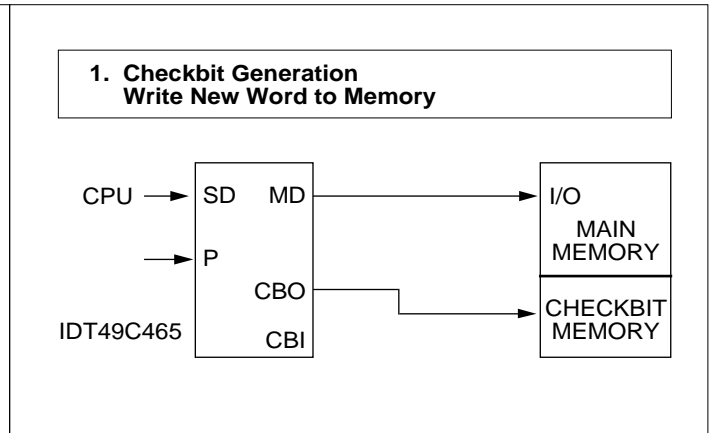 1. Checkbit Generation
Write New Word to Memory
CPU
SD
MD
I/O
MAIN
MEMORY
P
CBO
CHECKBIT
MEMORY
IDT49C465
CBI